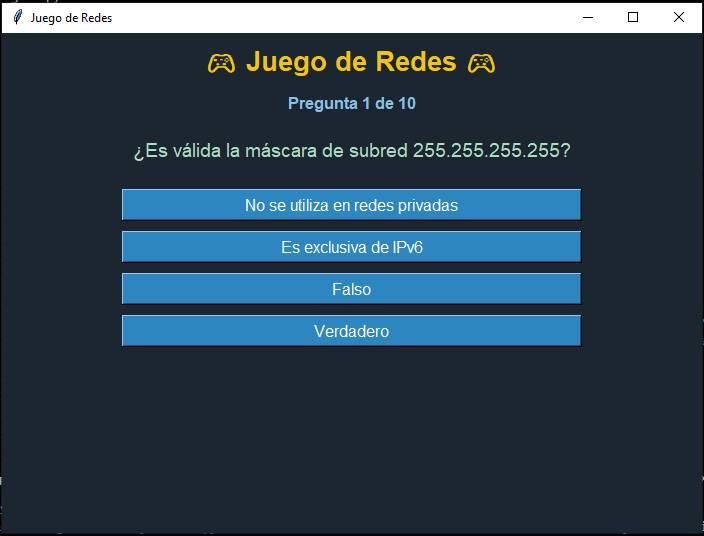 Juego de Redes
🎮 Juego de Redes 🎮
Pregunta 1 de 10
¿Es válida la máscara de subred 255.255.255.255?
No se utiliza en redes privadas
Es exclusiva de IPv6
Falso
Verdadero